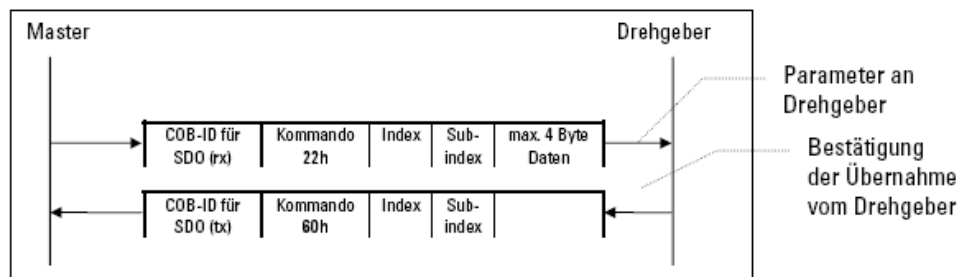 Master
Drehgeber
COB-ID für
SDO (rx)
Kommando
22h
Index
Sub-
index
max. 4 Byte
Daten
Parameter an
Drehgeber
COB-ID für
SDO (tx)
Kommando
60h
Index
Sub-
index
Bestätigung
der Übernahme
vom Drehgeber